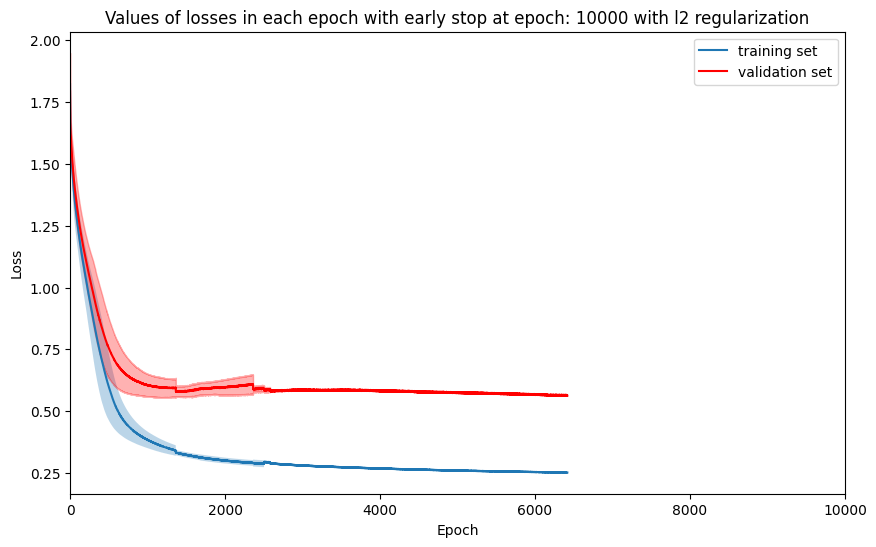 Values of losses in each epoch with early stop at epoch: 10000 with l2 regularization
training set
validation set
Loss
2.00
1.75
1.50
1.25
1.00
0.75
0.50
0.25
0 2000 4000 6000 8000 10000
Epoch